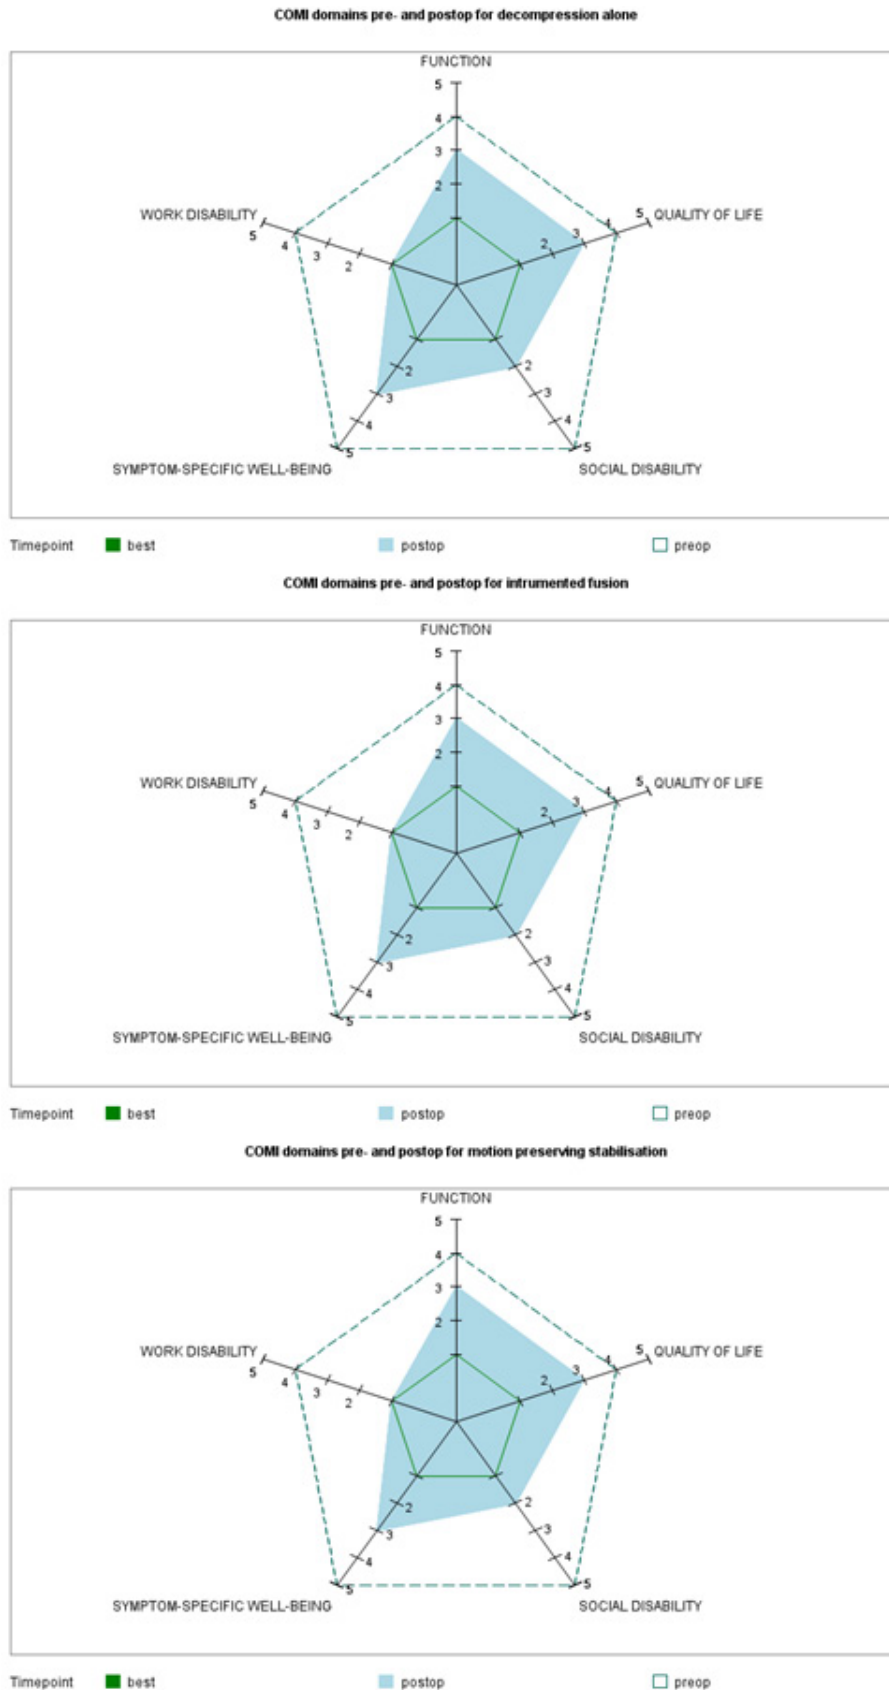 COMI domains pre- and postop for decompression alone
FUNCTION
5
4
3
2
WORK DISABILITY
5
4
3
2
5 QUALITY OF LIFE
4
3
2
2
3
4
5
SYMPTOM-SPECIFIC WELL-BEING
2
3
4
5
SOCIAL DISABILITY
Timepoint best postop preop
COMI domains pre- and postop for intrumented fusion
FUNCTION
5
4
3
2
WORK DISABILITY
5
4
3
2
5 QUALITY OF LIFE
4
3
2
2
3
4
5
SYMPTOM-SPECIFIC WELL-BEING
2
3
4
5
SOCIAL DISABILITY
Timepoint best postop preop
COMI domains pre- and postop for motion preserving stabilisation
FUNCTION
5
4
3
2
WORK DISABILITY
5
4
3
2
5 QUALITY OF LIFE
4
3
2
2
3
4
5
SYMPTOM-SPECIFIC WELL-BEING
2
3
4
5
SOCIAL DISABILITY
Timepoint best postop preop